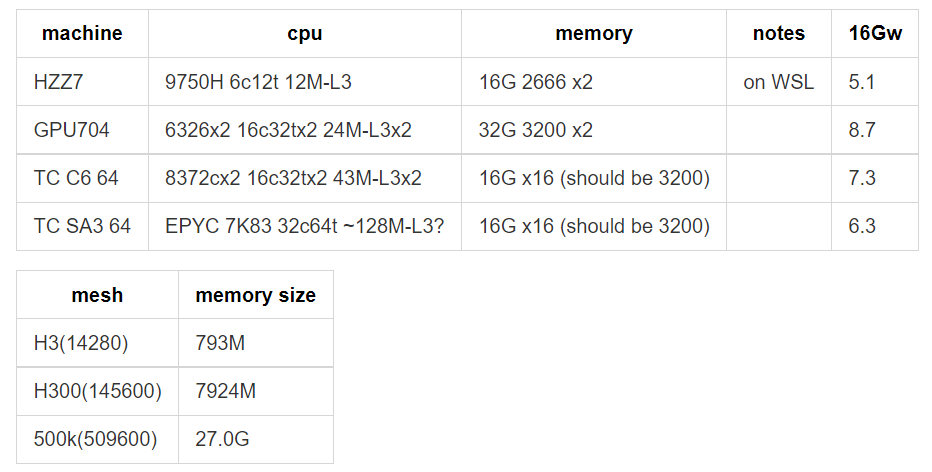 machine cpu memory notes 16Gw
HZZ7 9750H 6c12t 12M-L3 16G 2666 x2 on WSL 5.1
GPU704 6326x2 16c32tx2 24M-L3x2 32G 3200 x2 8.7
TC C6 64 8372cx2 16c32tx2 43M-L3x2 16G x16 (should be 3200) 7.3
TC SA3 64 EPYC 7K83 32c64t ~128M-L3? 16G x16 (should be 3200) 6.3
mesh memory size
H3(14280) 793M
H300(145600) 7924M
500k(509600) 27.0G